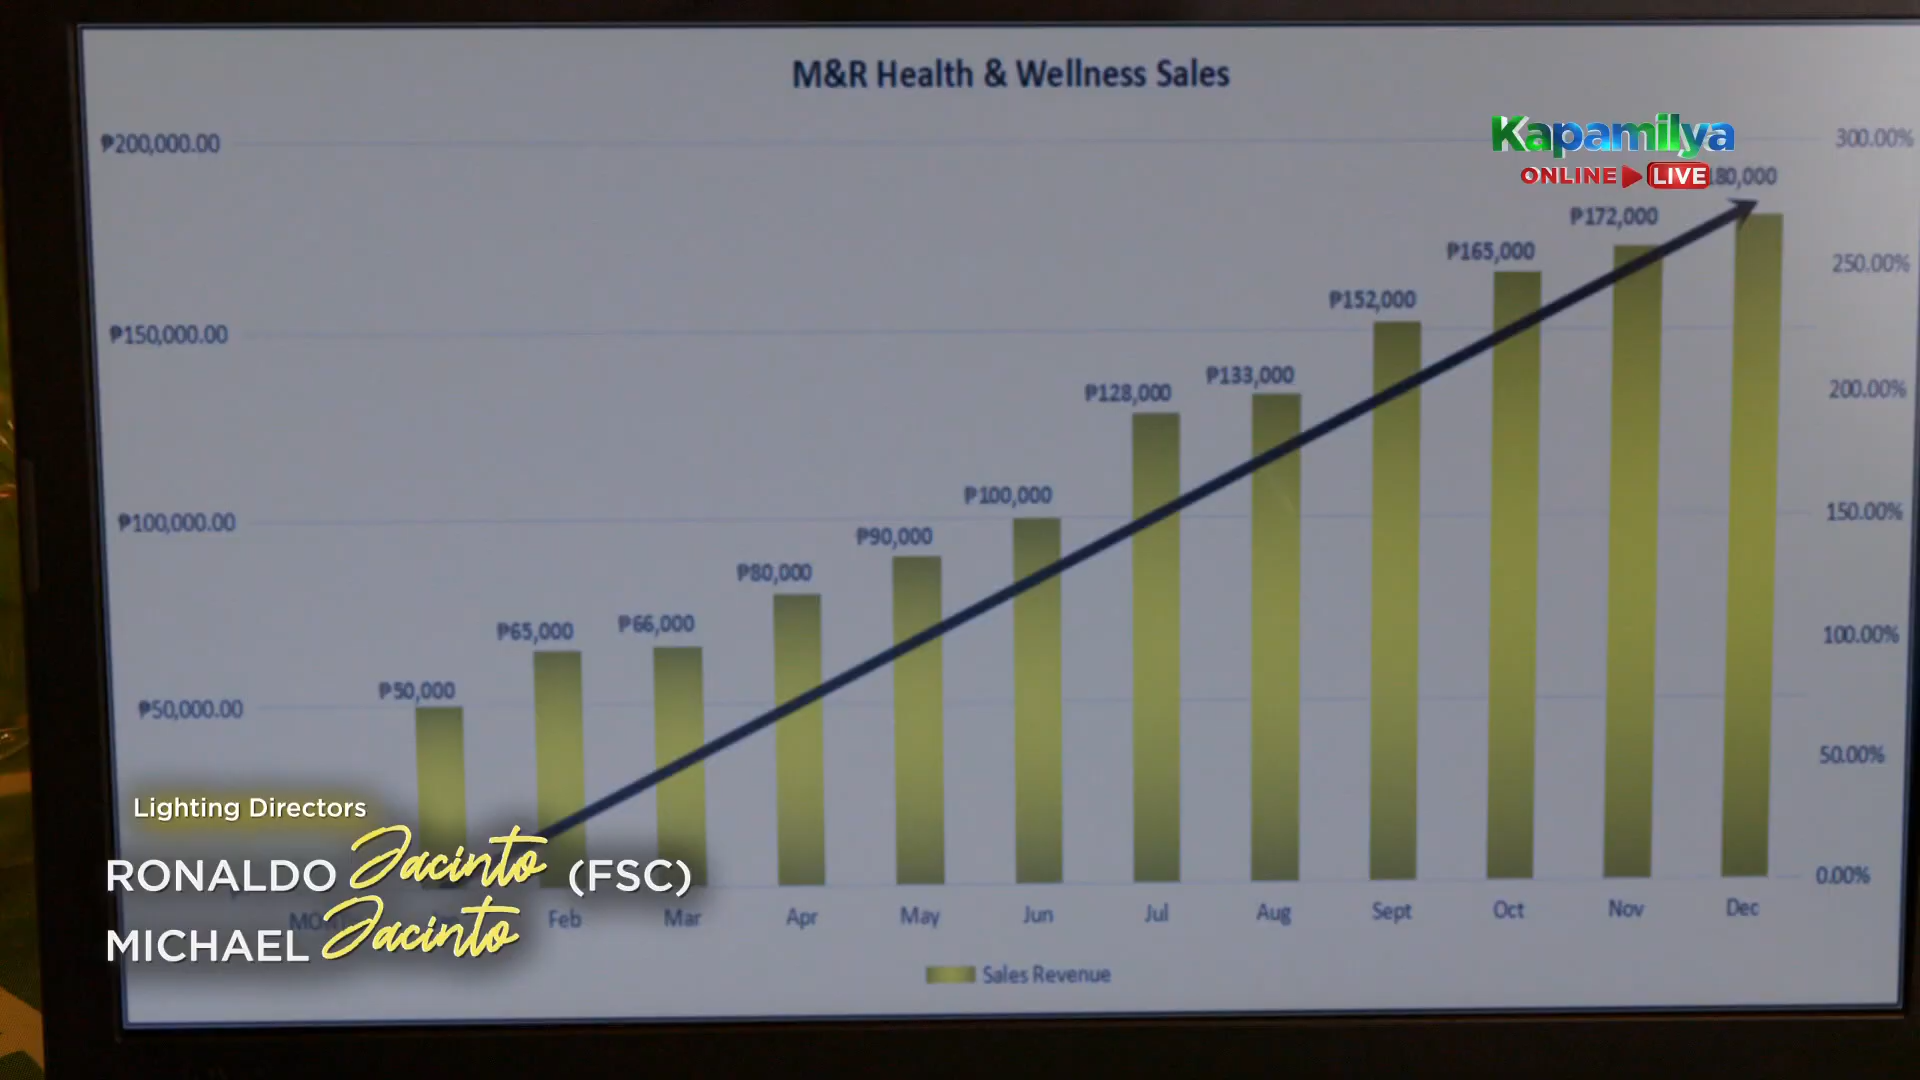 M&R Health & Wellness Sales
Kapamilya
ONLINE LIVE
₱200,000.00
₱150,000.00
₱100,000.00
₱50,000.00
300.00%
250.00%
200.00%
150.00%
100.00%
50.00%
0.00%
₱50,000
₱65,000
₱66,000
₱80,000
₱90,000
₱100,000
₱128,000
₱133,000
₱152,000
₱165,000
₱172,000
80,000
Feb
Mar
Apr
May
Jun
Jul
Aug
Sept
Oct
Nov
Dec
Sales Revenue
Lighting Directors
RONALDO Jacinto (FSC)
MICHAEL Jacinto